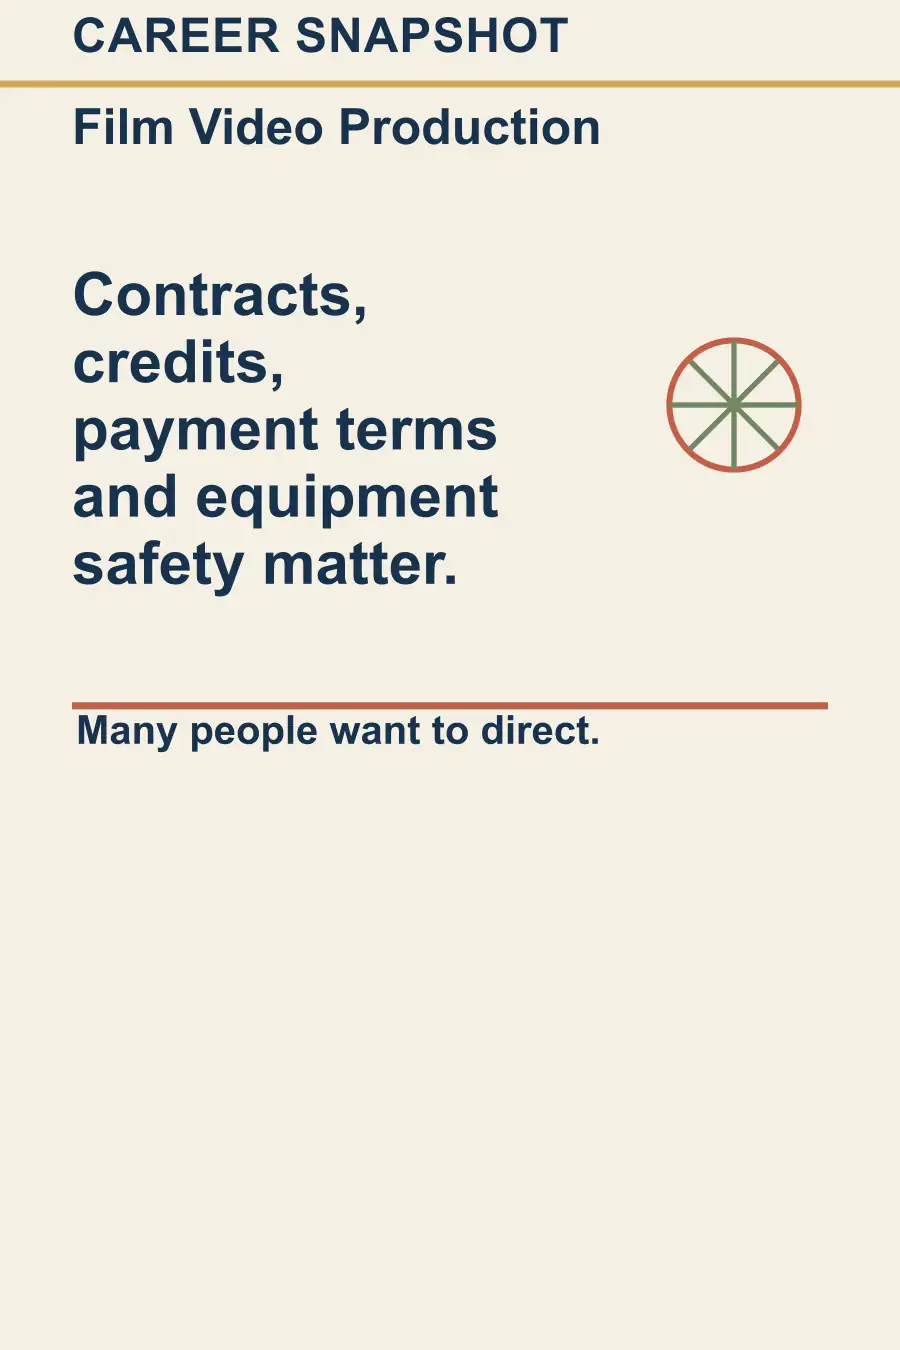 CAREER SNAPSHOT
Film Video Production
Contracts,
credits,
payment terms
and equipment
safety matter.
Many people want to direct.